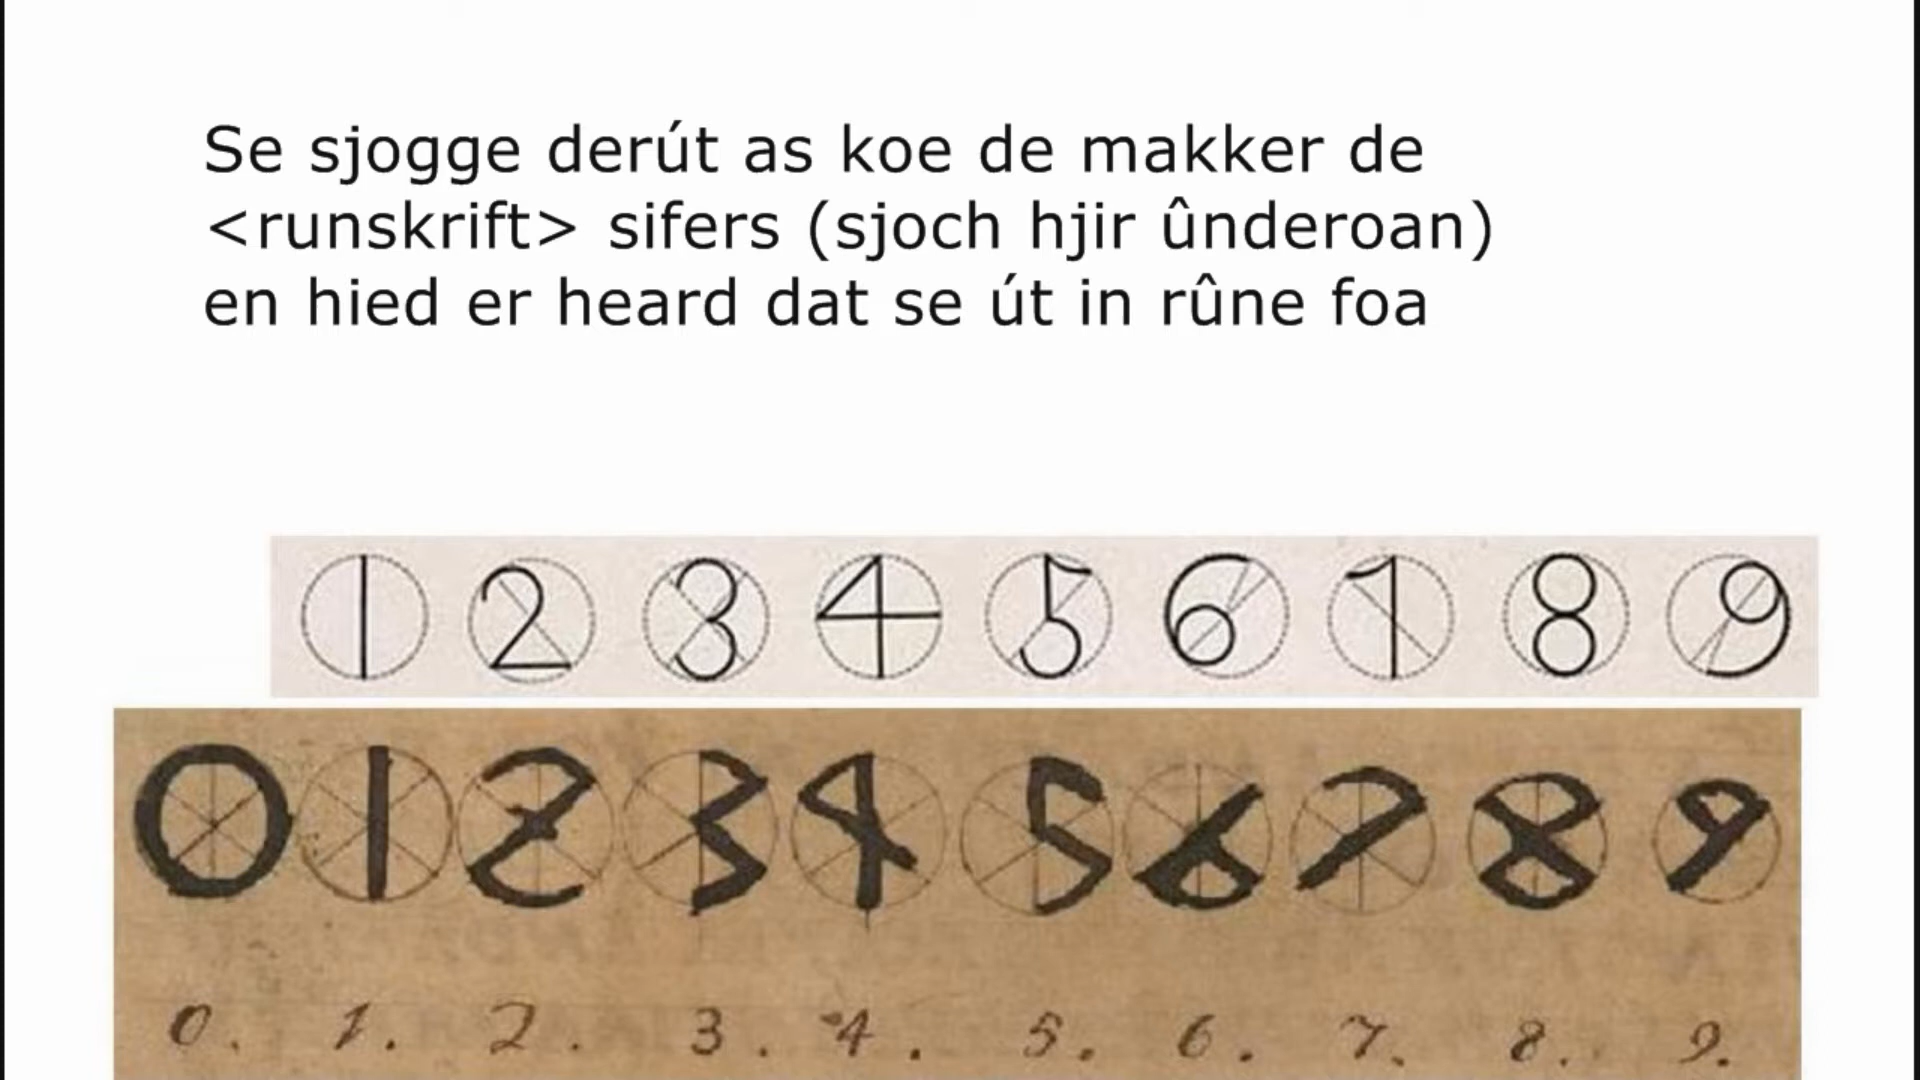 Se sjogge derút as koe de makker de
<runskrift> sifers (sjoch hjir ûnderoan)
en hied er heard dat se út in rûne foa
1 2 3 4 5 6 7 8 9
0 1 2 3 4 5 6 7 8 9
0. 1. 2. 3. 4. 5. 6. 7. 8. 9.